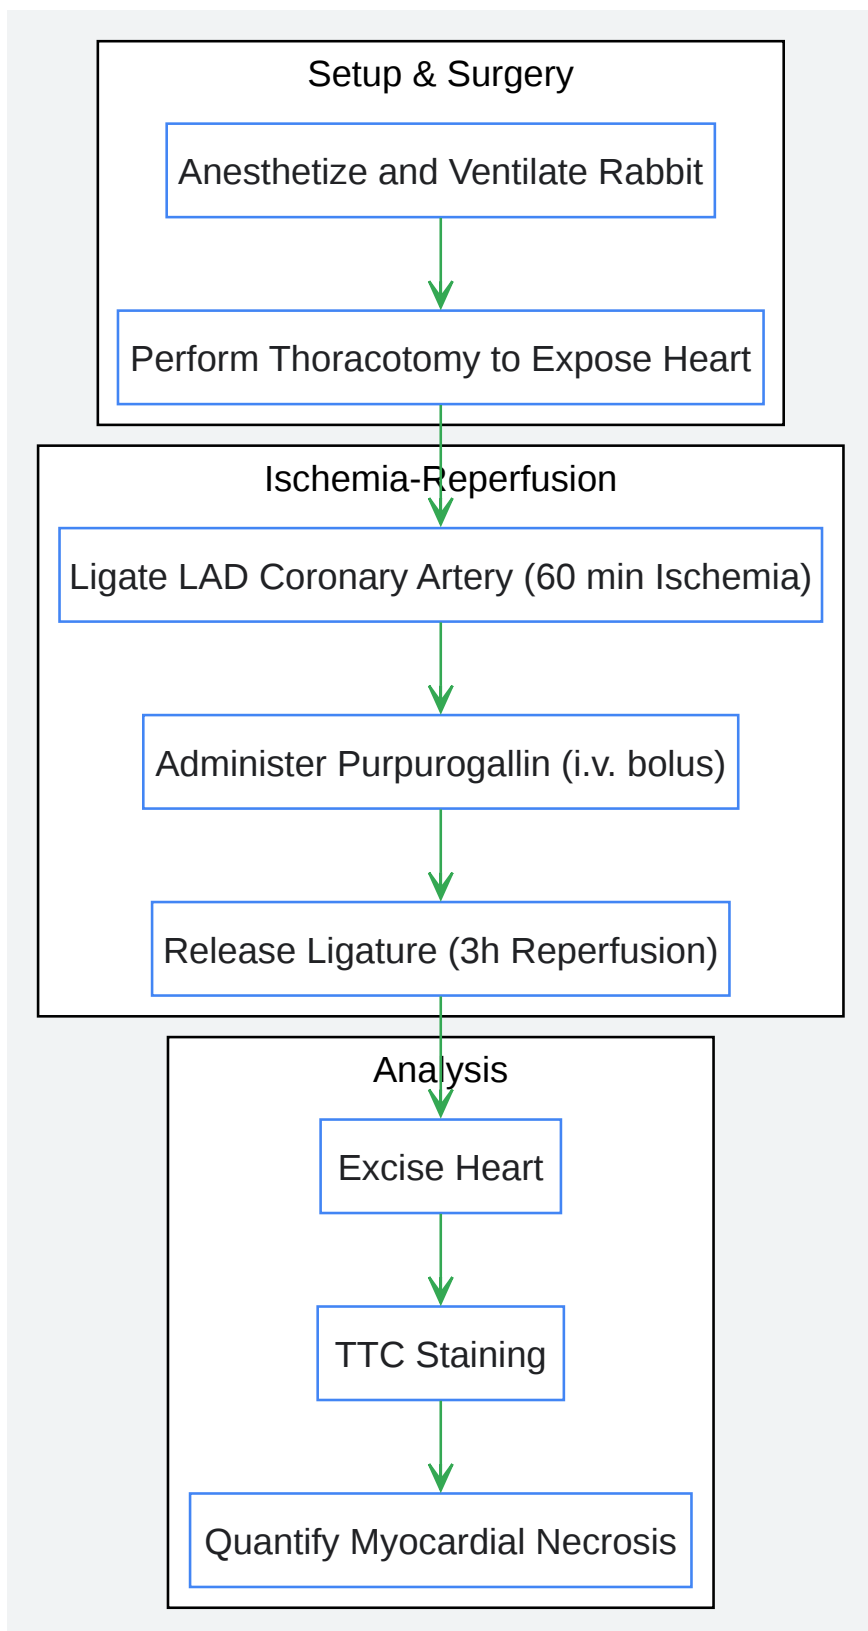 Setup & Surgery
Anesthetize and Ventilate Rabbit
Perform Thoracotomy to Expose Heart
Ischemia-Reperfusion
Ligate LAD Coronary Artery (60 min Ischemia)
Administer Purpurogallin (i.v. bolus)
Release Ligature (3h Reperfusion)
Analysis
Excise Heart
TTC Staining
Quantify Myocardial Necrosis